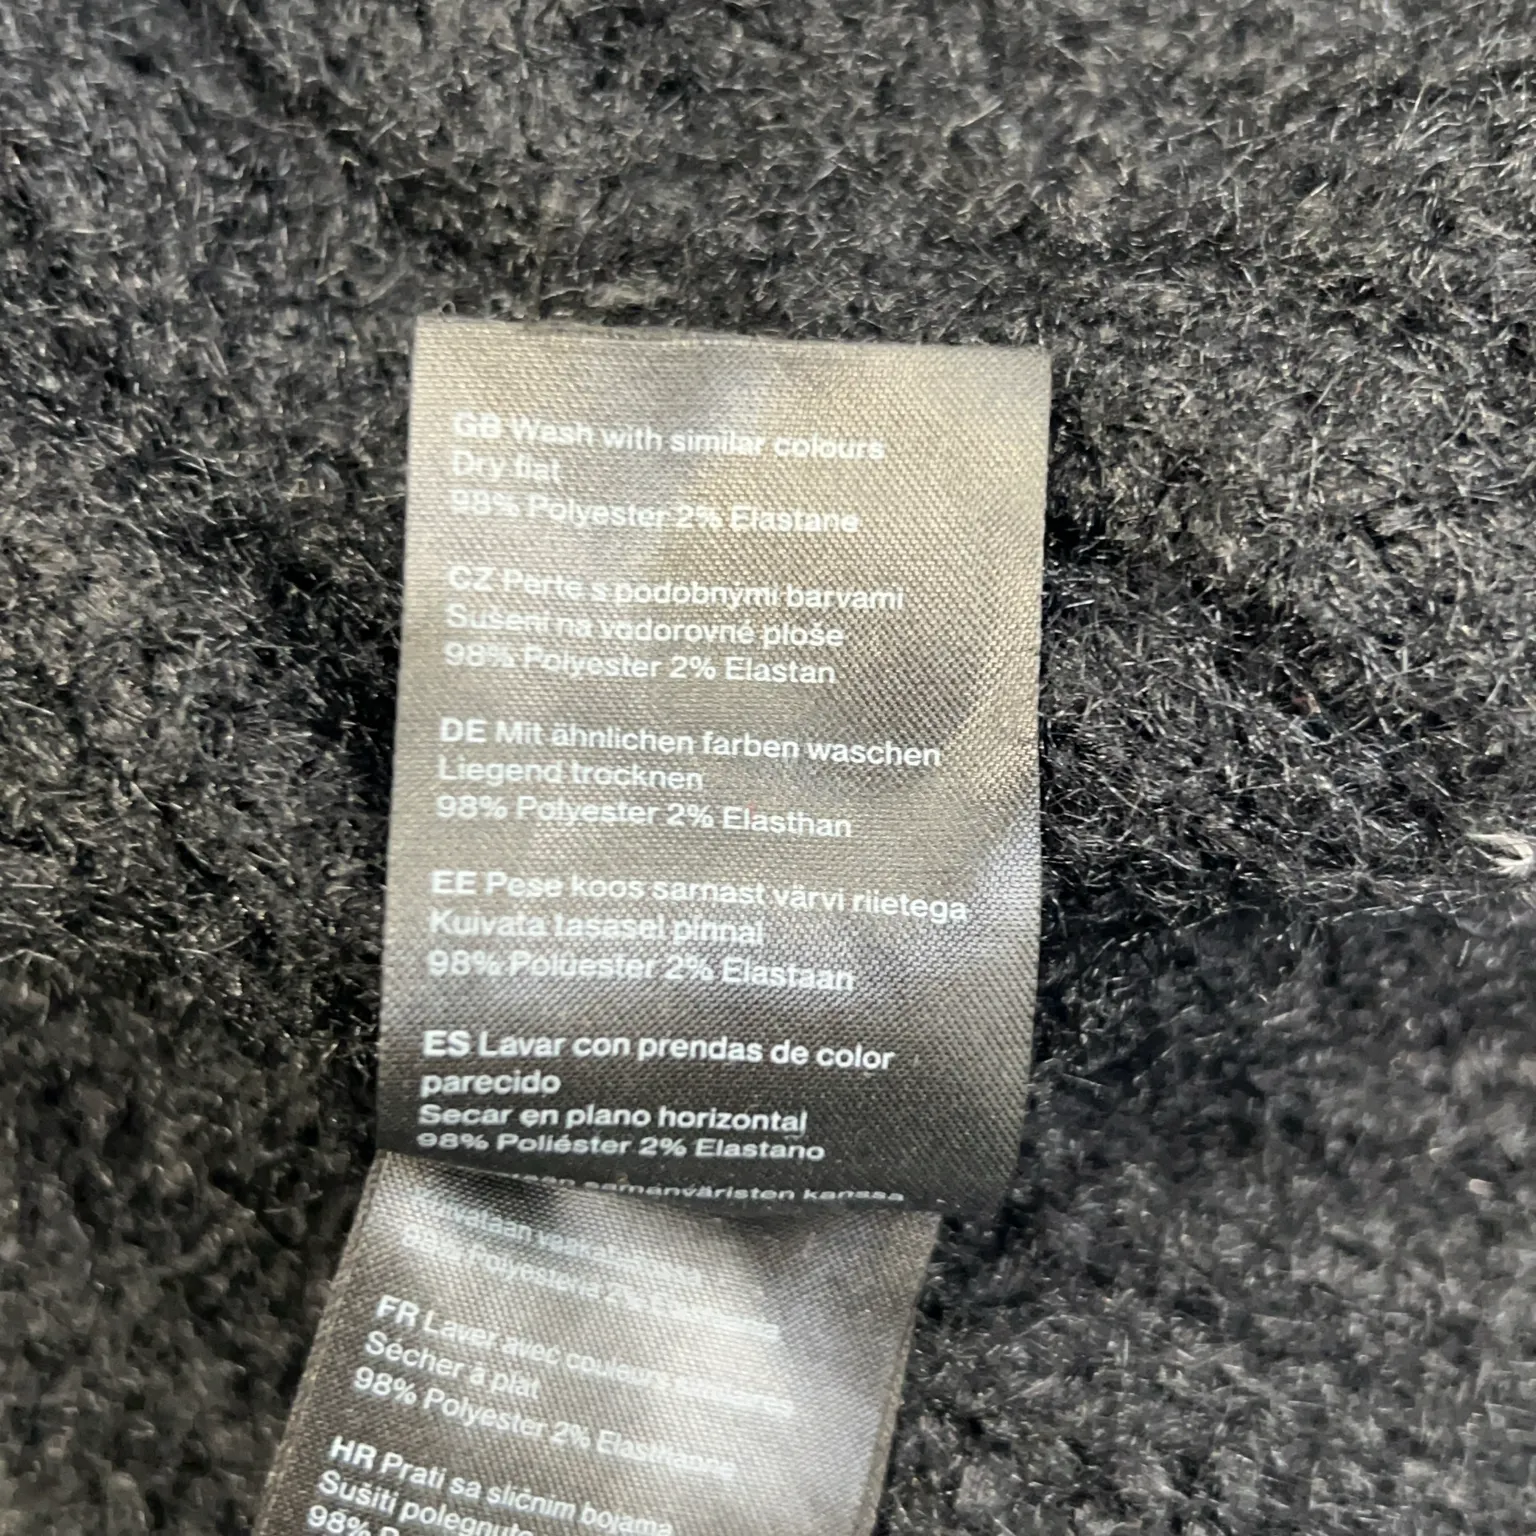 GB Wash with similar colours
Dry flat
98% Polyester 2% Elastane
CZ Perte s podobnými barvami
Sušení na vodorovné ploše
98% Polyester 2% Elastan
DE Mit ähnlichen farben waschen
Liegend trocknen
98% Polyester 2% Elasthan
EE Pese koos sarnast värvi riietega
Kuivata tasasel pinnal
98% Polüester 2% Elastaan
ES Lavar con prendas de color
parecido
Secar en plano horizontal
98% Poliéster 2% Elastano
samanväristen kanssa
2%
FR Laver avec couleurs
Sécher à plat
98% Polyester 2% Elasthanne
HR Prati sa sličnim bojama
Sušiti polegnuto
98%